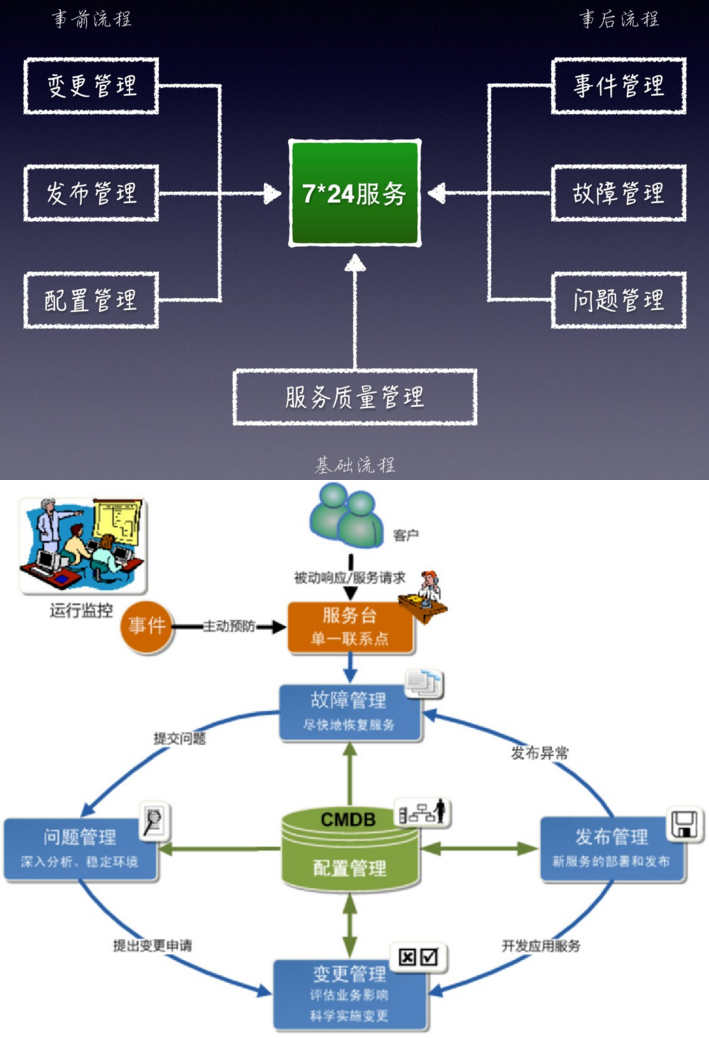 事前流程
事后流程
变更管理
事件管理
发布管理
7*24服务
故障管理
配置管理
问题管理
服务质量管理
基础流程
客户
被动响应/服务请求
运行监控
事件
主动预防
服务台
单一联系点
故障管理
尽快地恢复服务
提交问题
发布异常
CMDB
配置管理
问题管理
深入分析、稳定环境
发布管理
新服务的部署和发布
提出变更申请
开发应用服务
变更管理
评估业务影响
科学实施变更